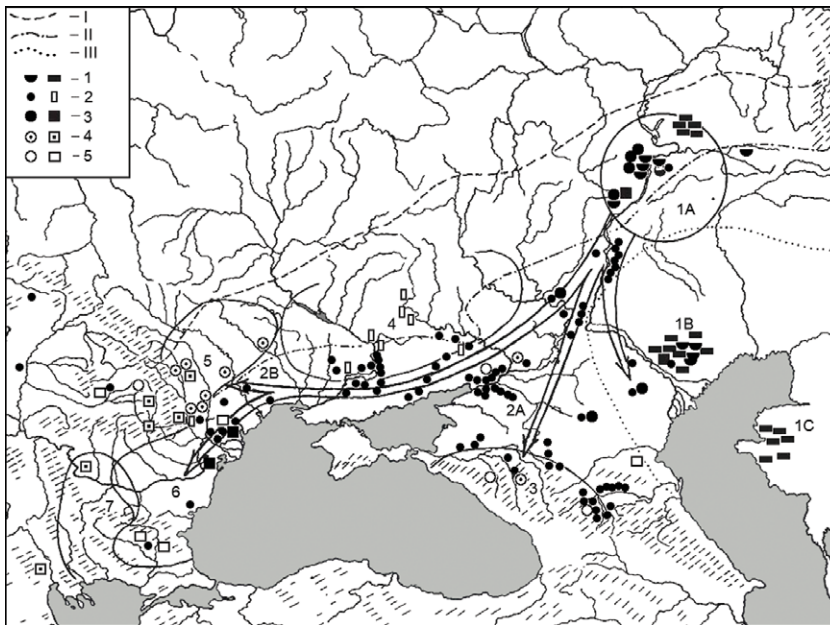 – I
– II
– III
– 1
– 2
– 3
– 4
– 5
1A
1B
4
5
2B
2A
1C
3
6
7